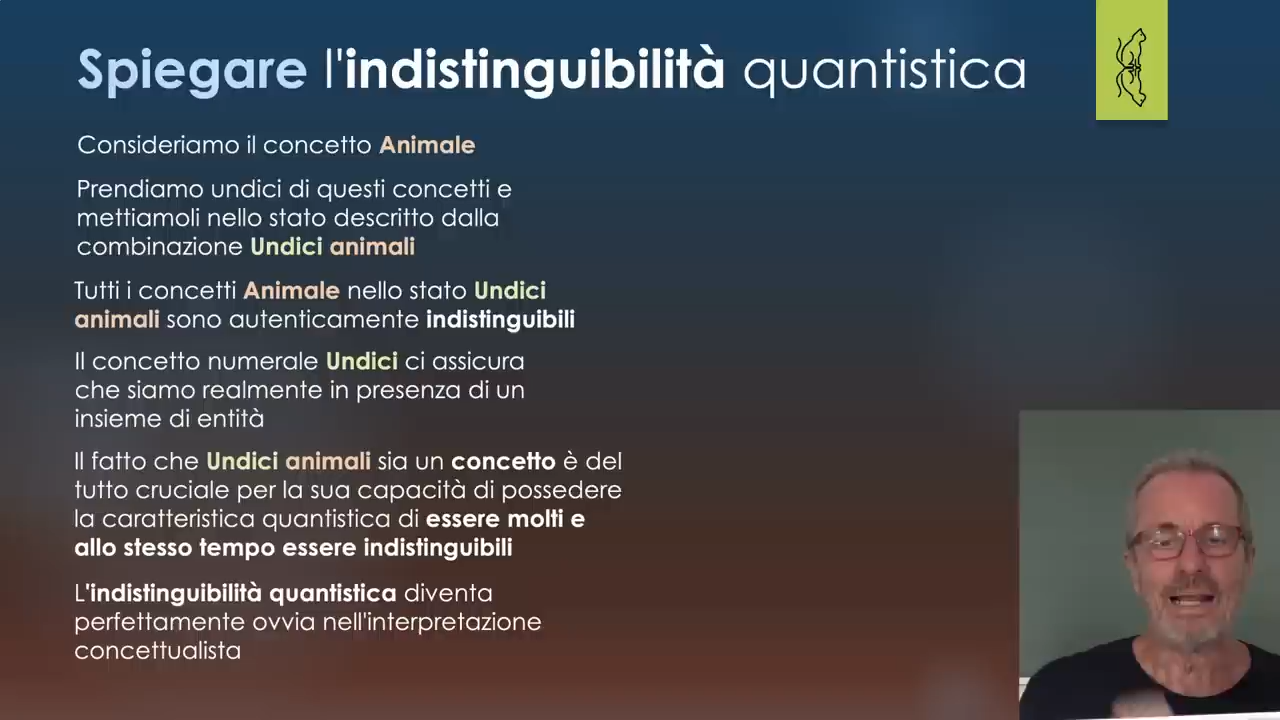 Spiegare l'indistinguibilità quantistica
Consideriamo il concetto Animale
Prendiamo undici di questi concetti e
mettiamoli nello stato descritto dalla
combinazione Undici animali
Tutti i concetti Animale nello stato Undici
animali sono autenticamente indistinguibili
Il concetto numerale Undici ci assicura
che siamo realmente in presenza di un
insieme di entità
Il fatto che Undici animali sia un concetto è del
tutto cruciale per la sua capacità di possedere
la caratteristica quantistica di essere molti e
allo stesso tempo essere indistinguibili
L'indistinguibilità quantistica diventa
perfettamente ovvia nell'interpretazione
concettualista